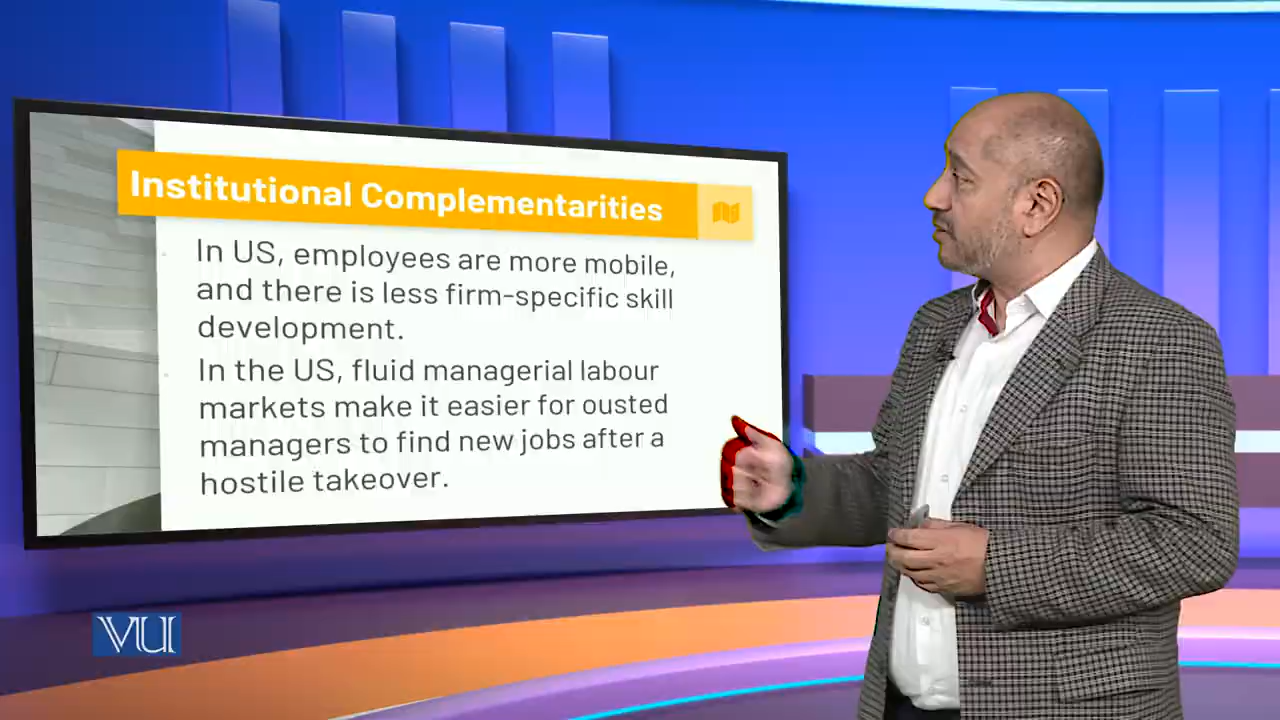 Institutional Complementarities
In US, employees are more mobile,
and there is less firm-specific skill
development.
In the US, fluid managerial labour
markets make it easier for ousted
managers to find new jobs after a
hostile takeover.
VU